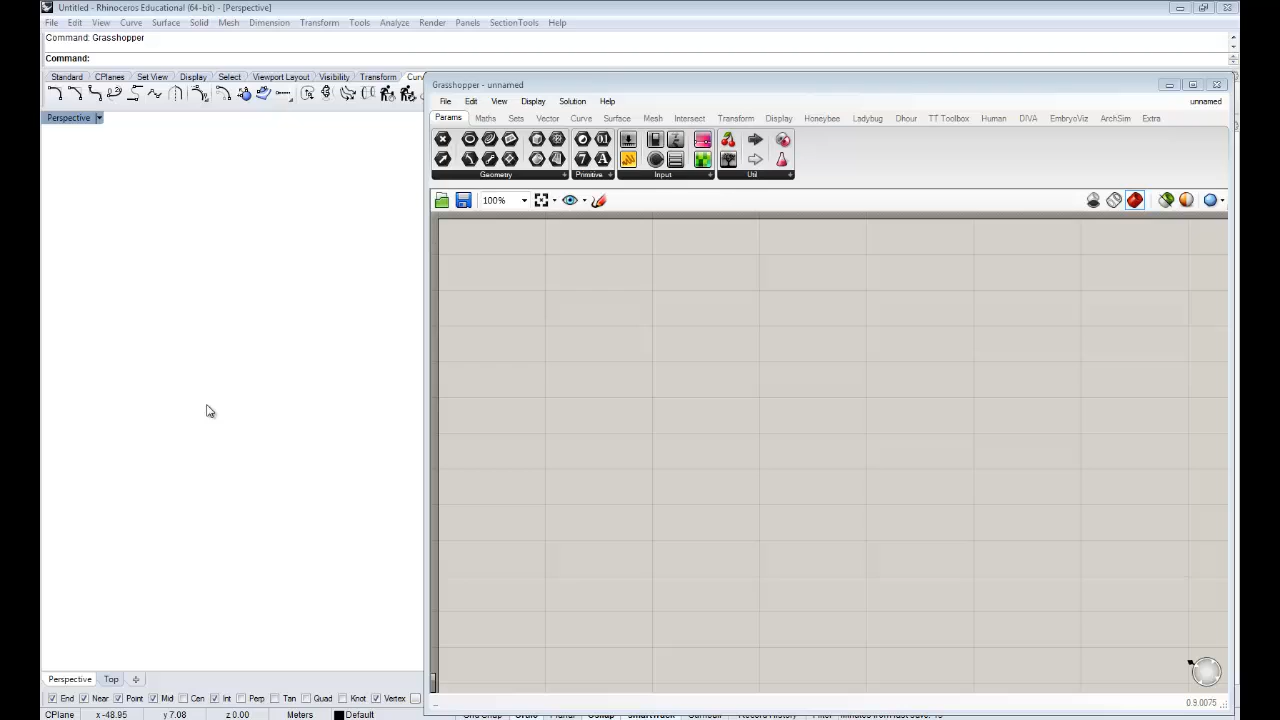 Untitled - Rhinoceros Educational (64-bit) - [Perspective]
File Edit View Curve Surface Solid Mesh Dimension Transform Tools Analyze Render Panels SectionTools Help
Command: Grasshopper
Command:
Standard CPlanes Set View Display Select Viewport Layout Visibility Transform
Perspective
Grasshopper - unnamed
File Edit View Display Solution Help unnamed
Params Maths Sets Vector Curve Surface Mesh Intersect Transform Display Honeybee Ladybug Dhour TT Toolbox Human DIVA EmbryoViz ArchSim Extra
Geometry Primitive Input Util
100%
0.9.0075
Perspective Top
End Near Point Mid Cen Int Perp Tan Quad Knot Vertex
CPlane x -48.95 y 7.08 z 0.00 Meters Default